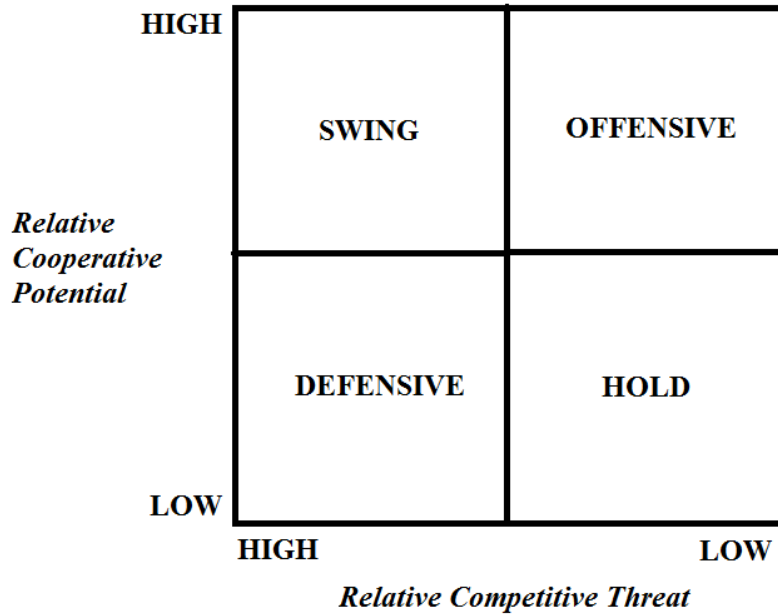 HIGH
SWING
OFFENSIVE
Relative
Cooperative
Potential
DEFENSIVE
HOLD
LOW
HIGH
LOW
Relative Competitive Threat